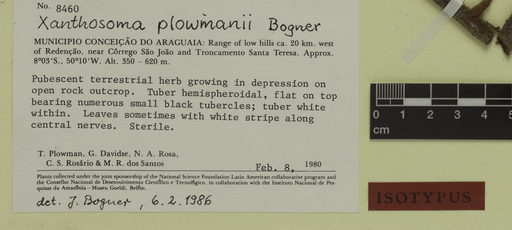 No. 8460
Xanthosoma plowmanii Bogner
MUNICIPIO CONCEIÇÃO DO ARAGUAIA: Range of low hills ca. 20 km. west
of Redenção, near Córrego São João and Troncamento Santa Teresa. Approx.
8°03'S., 50°10'W. Alt. 350 - 620 m.
Pubescent terrestrial herb growing in depression on
open rock outcrop. Tuber hemispheroidal, flat on top
bearing numerous small black tubercles; tuber white
within. Leaves sometimes with white stripe along
central nerves. Sterile.
T. Plowman, G. Davidse, N. A. Rosa,
C. S. Rosário & M. R. dos Santos
Feb. 8, 1980
Plants collected under the joint sponsorship of the National Science Foundation Latin American collaborative program and
the Conselho Nacional de Desenvolvimento Científico e Tecnológico, in collaboration with the Instituto Nacional de Pes-
quisas da Amazônia—Museu Goeldi, Belém.
det. J. Bogner, 6.2.1986
0 1 2 3 4 5
cm
ISOTYPUS